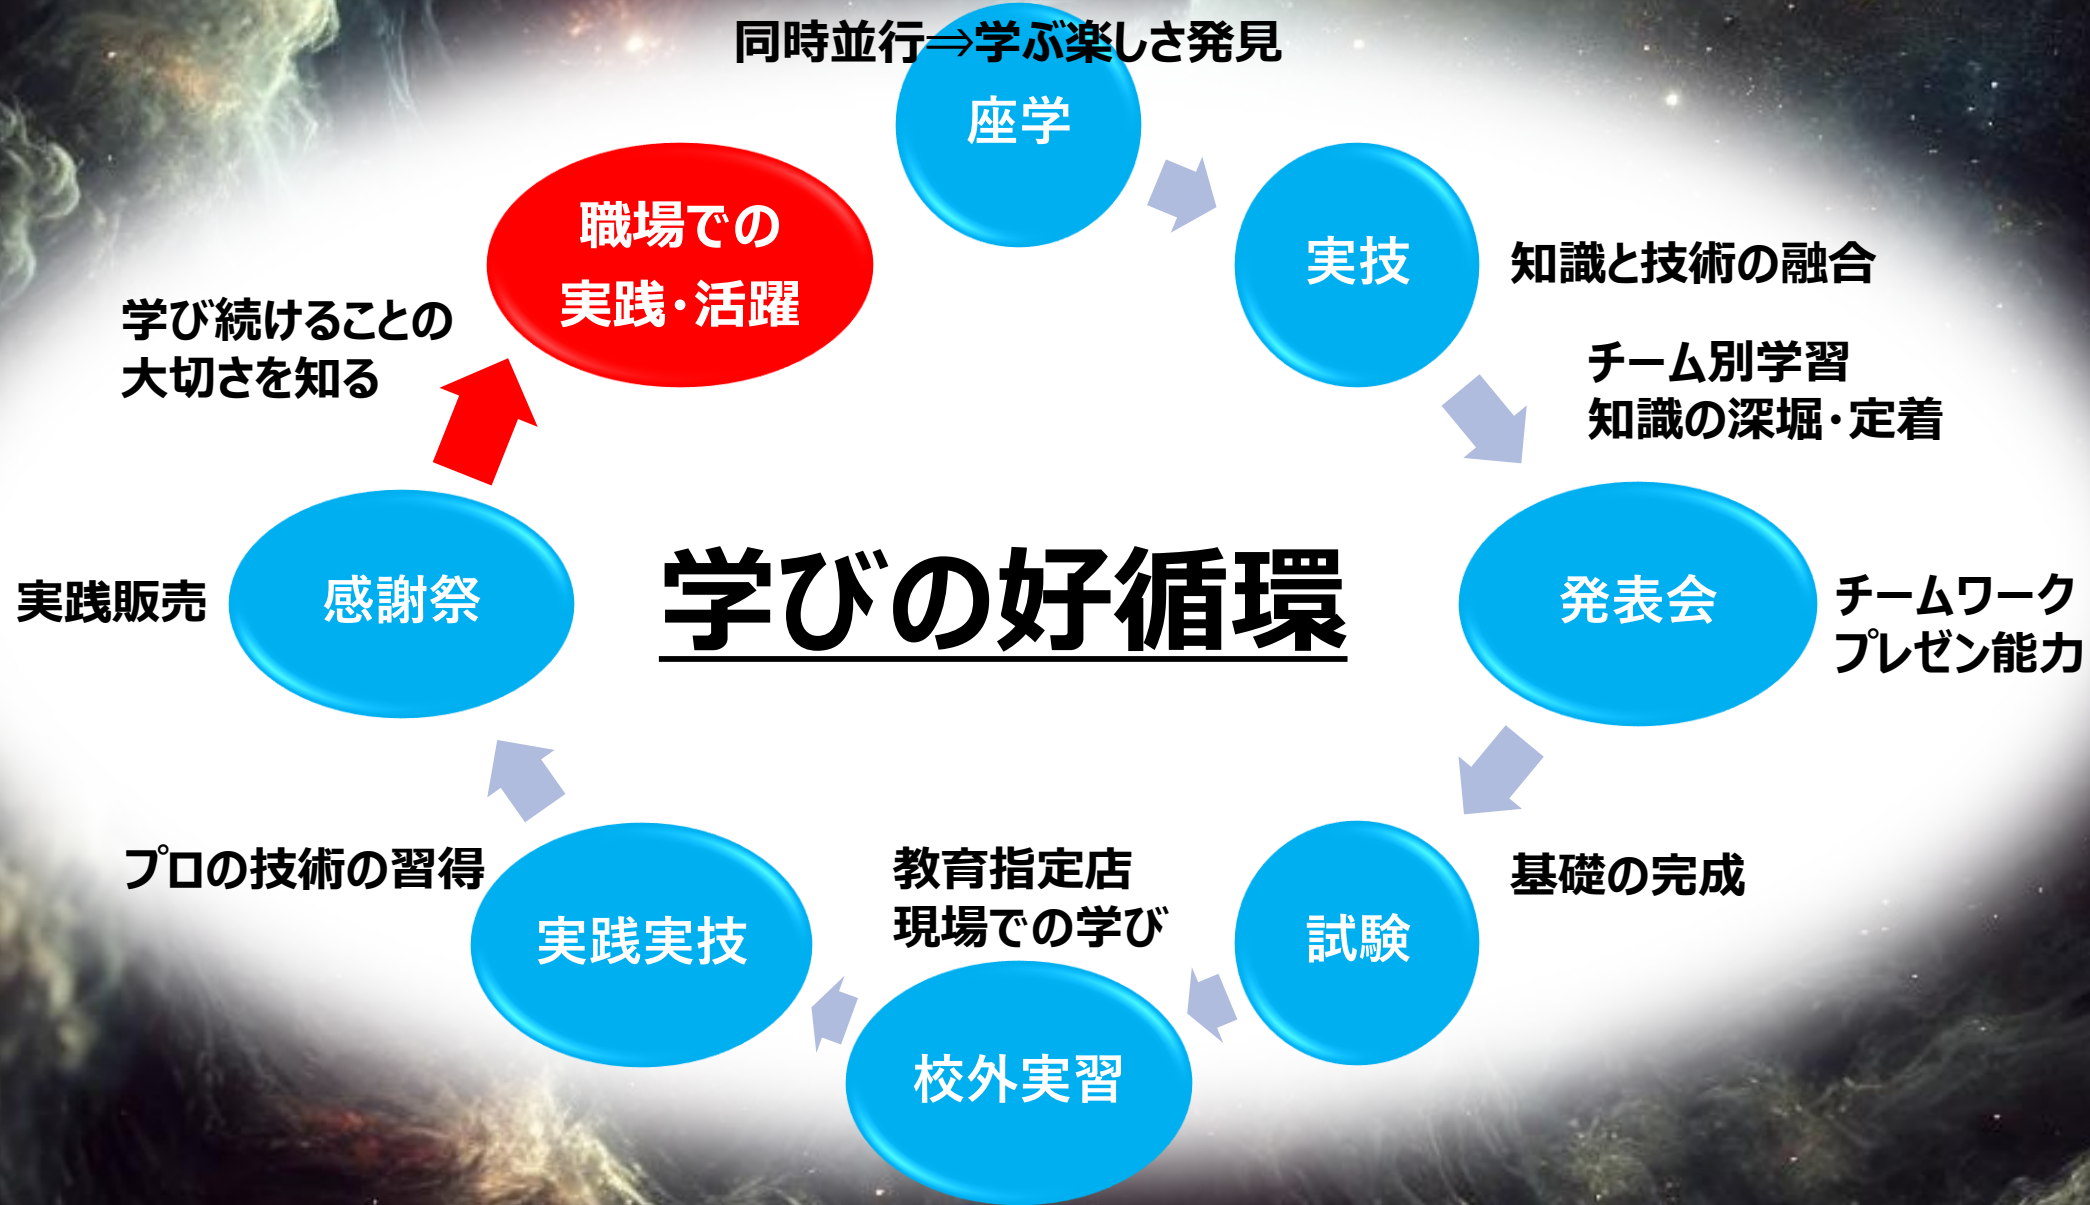 同時並行⇒学ぶ楽しさ発見
座学
実技
知識と技術の融合
チーム別学習
知識の深堀・定着
発表会
チームワーク
プレゼン能力
試験
基礎の完成
教育指定店
現場での学び
校外実習
実践実技
プロの技術の習得
感謝祭
実践販売
学び続けることの
大切さを知る
職場での
実践・活躍
学びの好循環